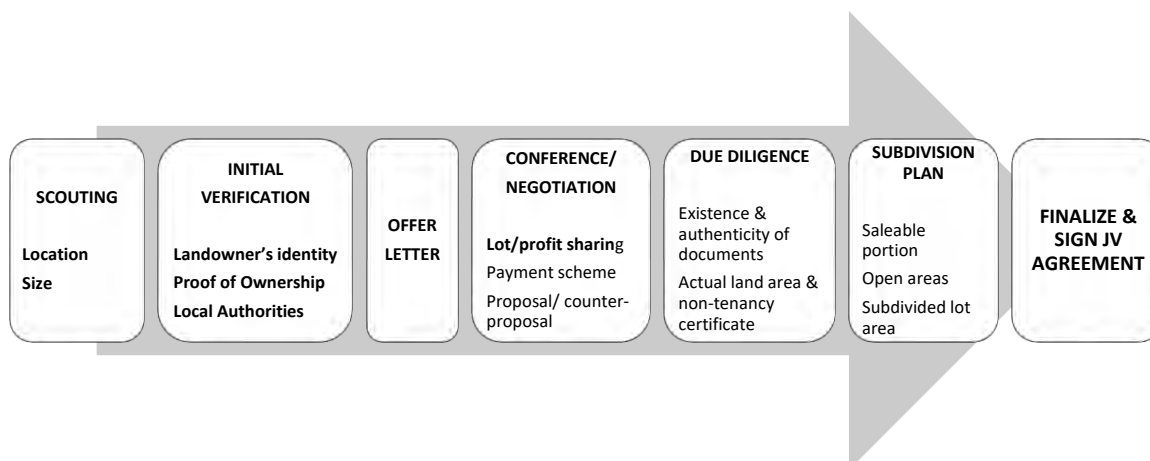 SCOUTING
Location
Size
INITIAL
VERIFICATION
Landowner's identity
Proof of Ownership
Local Authorities
OFFER
LETTER
CONFERENCE/
NEGOTIATION
Lot/profit sharing
Payment scheme
Proposal/ counter-
proposal
DUE DILIGENCE
Existence &
authenticity of
documents
Actual land area &
non-tenancy
certificate
SUBDIVISION
PLAN
Saleable
portion
Open areas
Subdivided lot
area
FINALIZE &
SIGN JV
AGREEMENT